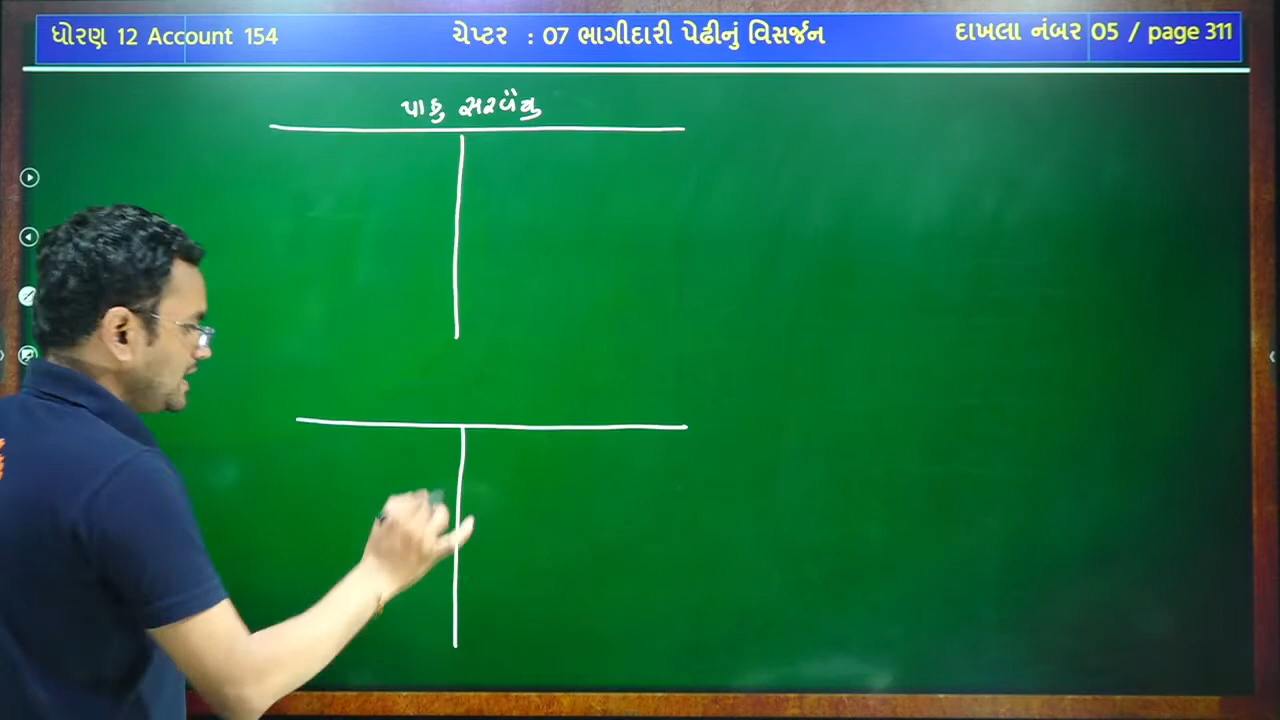 ધોરણ 12 Account 154 ચેપ્ટર : 07 ભાગીદારી પેઢીનું વિસર્જન દાખલા નંબર 05 / page 311
પાકુ સરવૈયુ